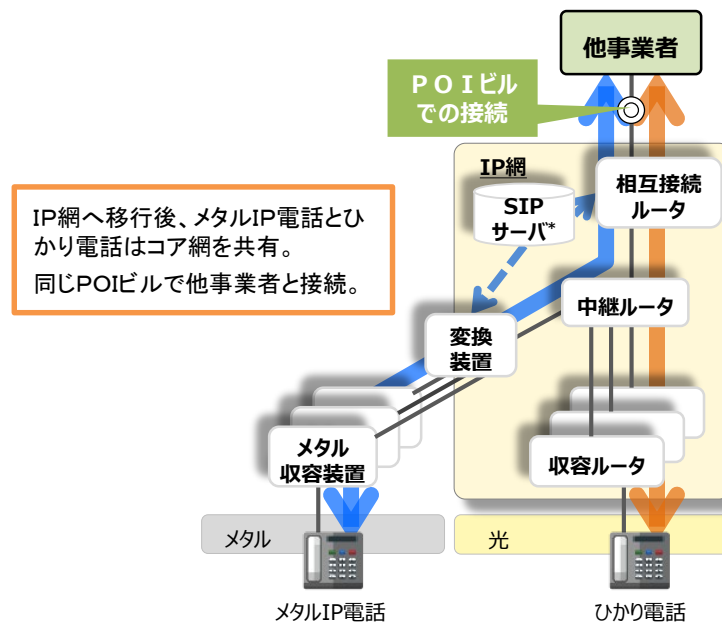 他事業者
ＰＯＩビル
での接続
IP網
相互接続
ルータ
SIP
サーバ*
IP網へ移行後、メタルIP電話とひ
かり電話はコア網を共有。
同じPOIビルで他事業者と接続。
中継ルータ
変換
装置
メタル
収容装置
収容ルータ
メタル
光
メタルIP電話
ひかり電話